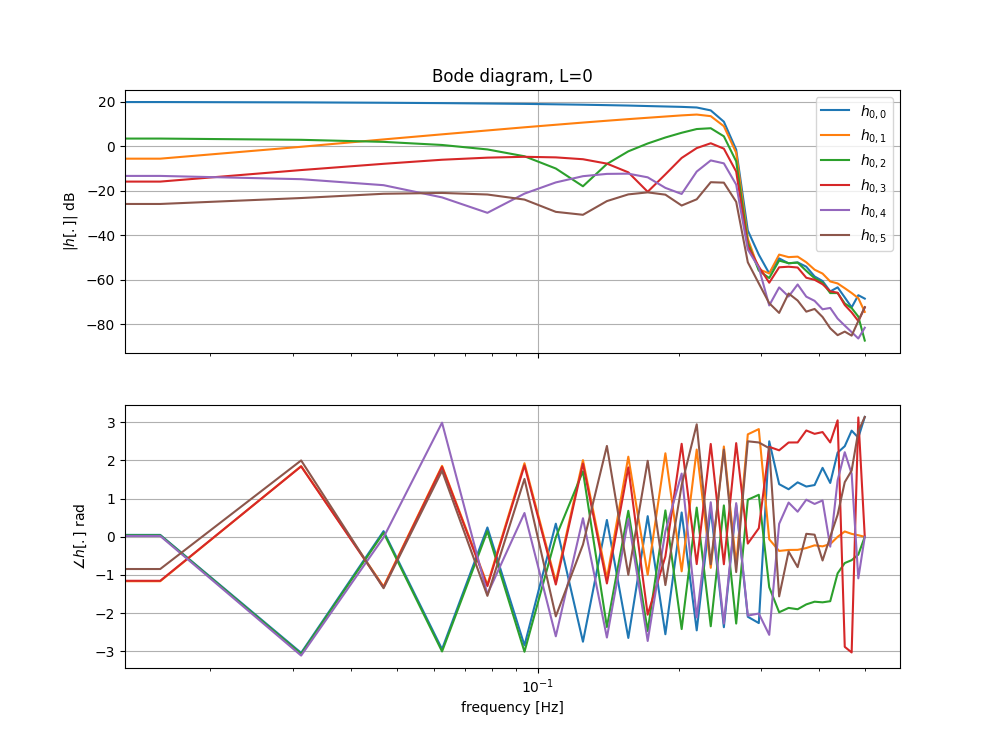 Bode diagram, L=0
|h[.]| dB
20
0
−20
−40
−60
−80
h0,0
h0,1
h0,2
h0,3
h0,4
h0,5
∠h[.] rad
3
2
1
0
−1
−2
−3
10−1
frequency [Hz]